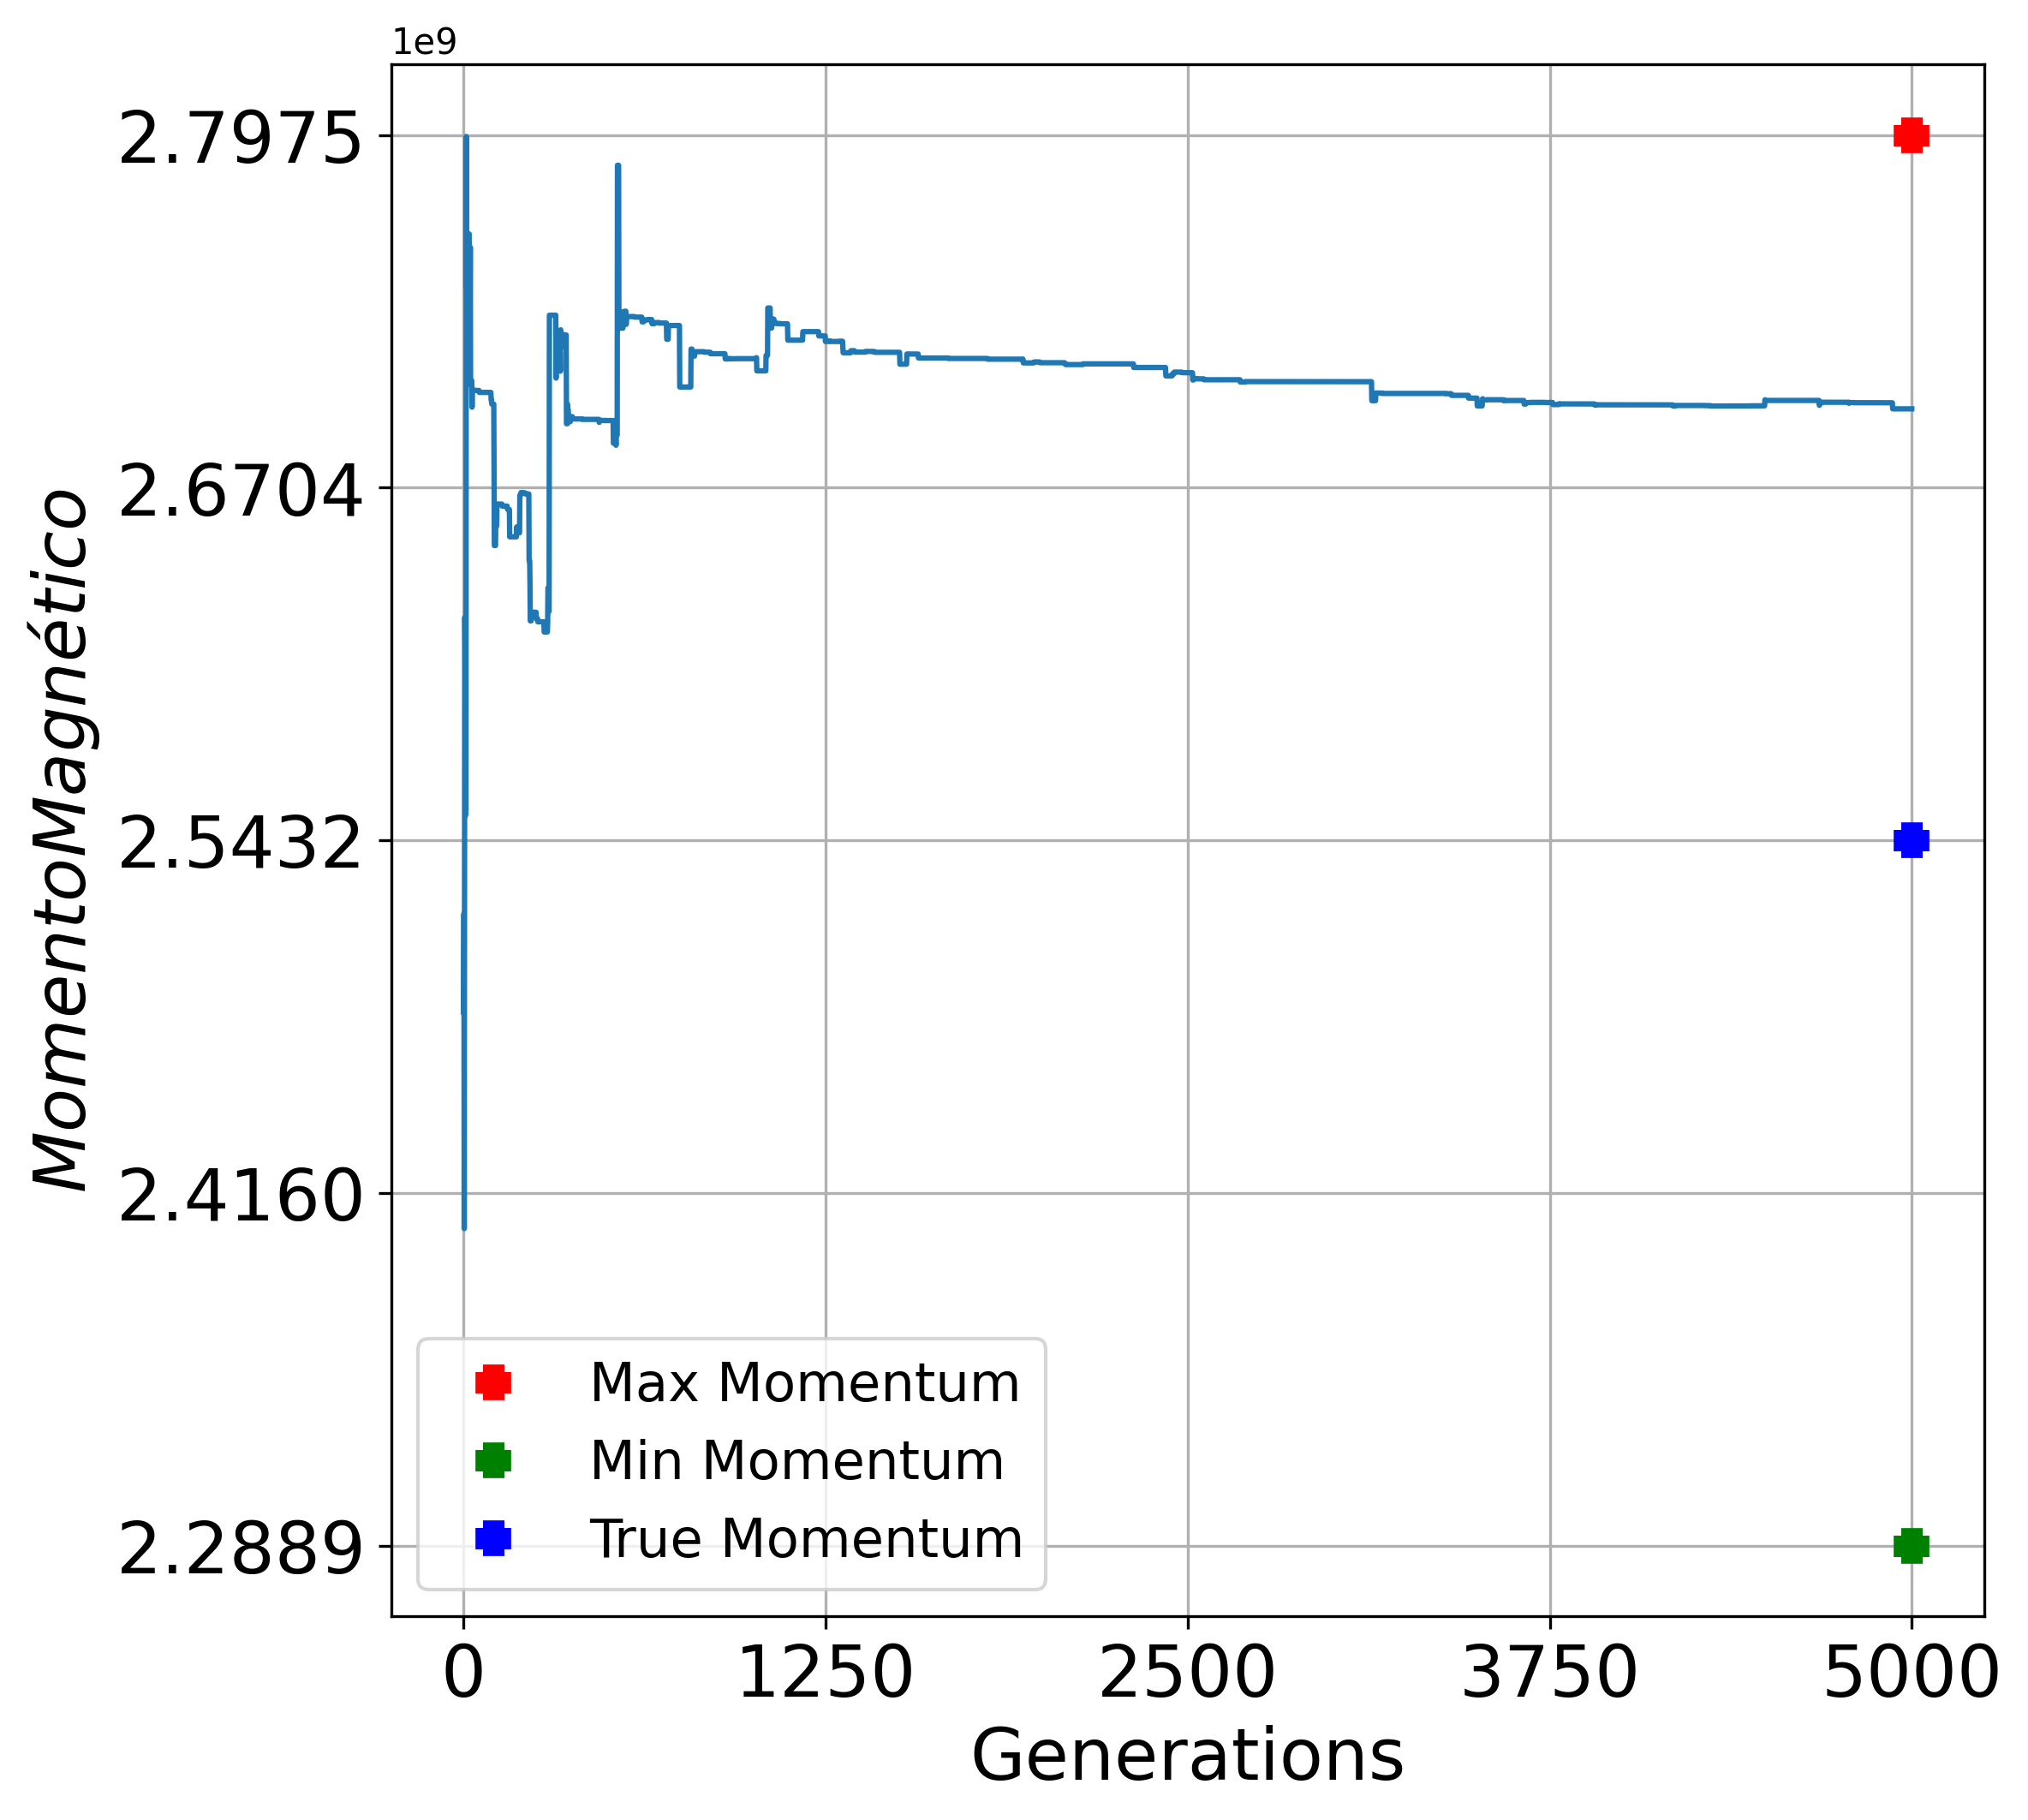 1e9
2.7975
2.6704
2.5432
2.4160
2.2889
MomentoMagnético
Max Momentum
Min Momentum
True Momentum
0 1250 2500 3750 5000
Generations